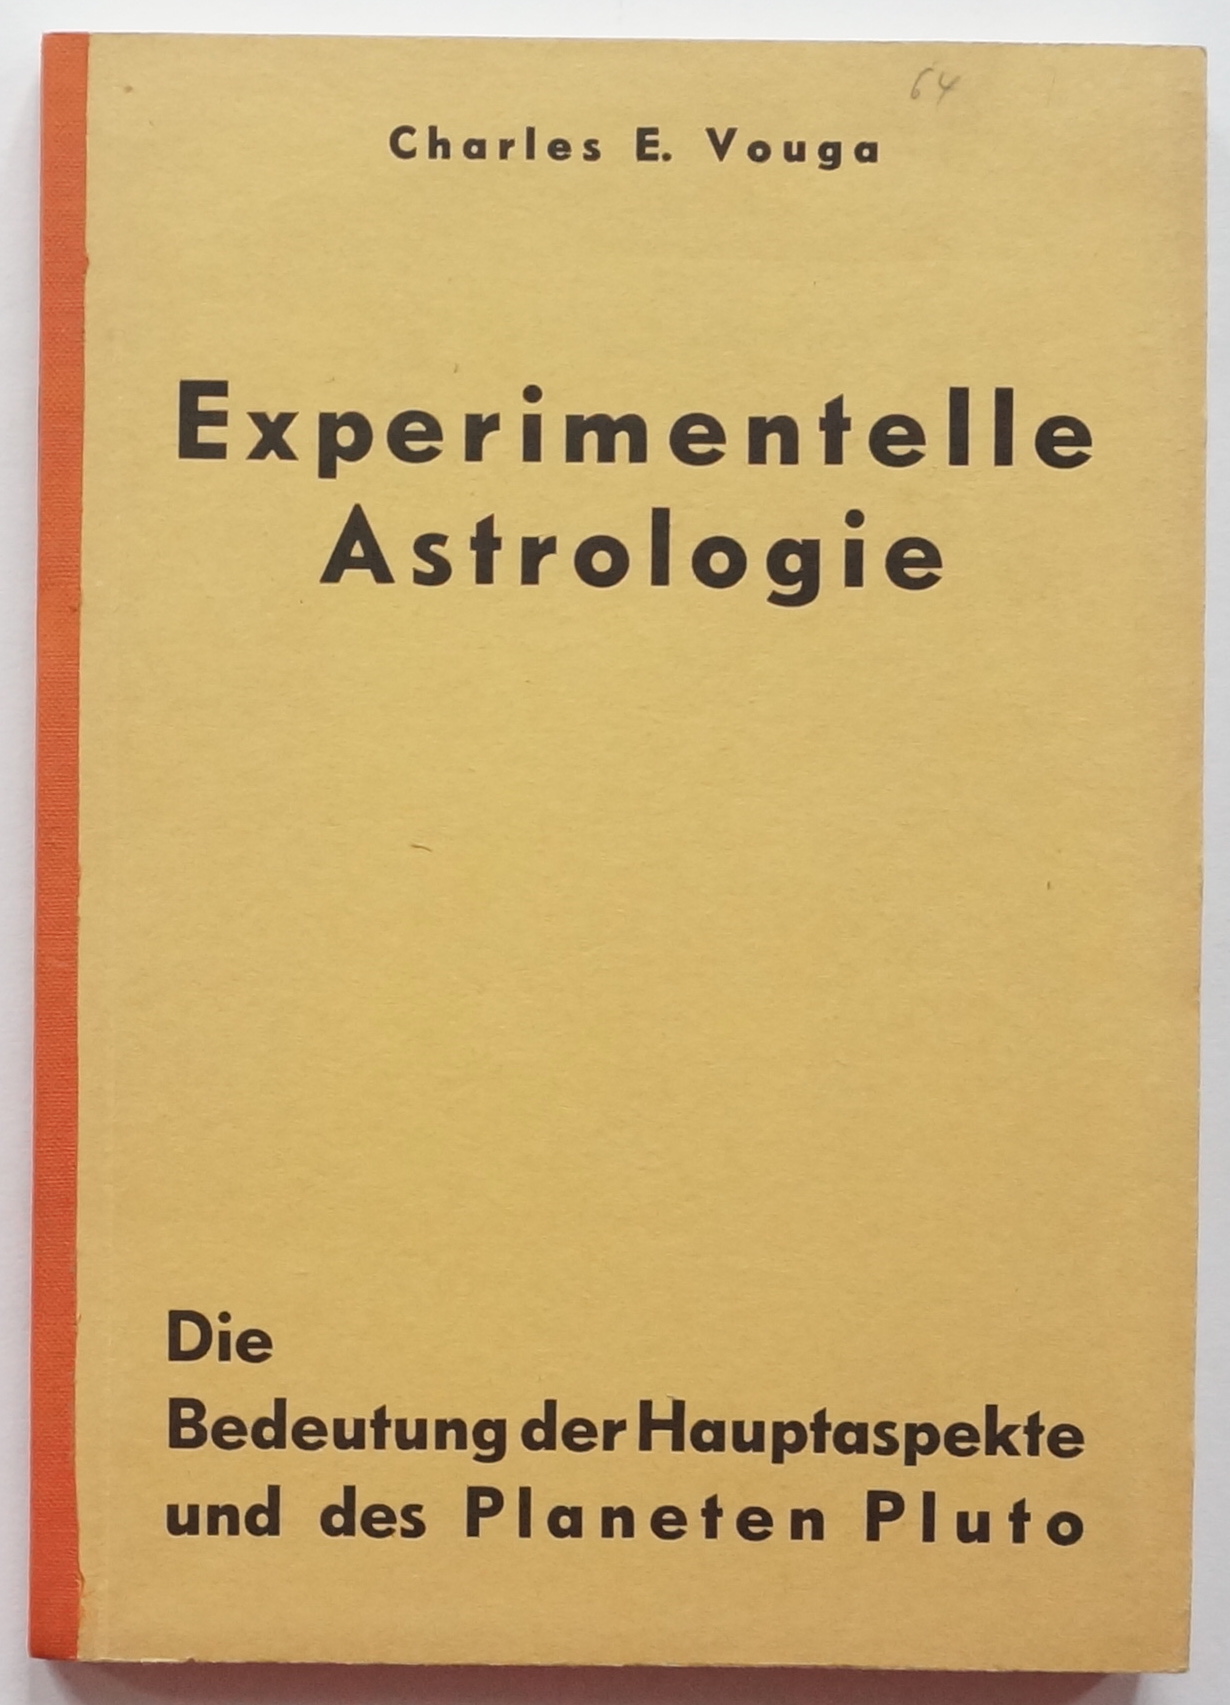 64
Charles E. Vouga
Experimentelle
Astrologie
Die
Bedeutung der Hauptaspekte
und des Planeten Pluto